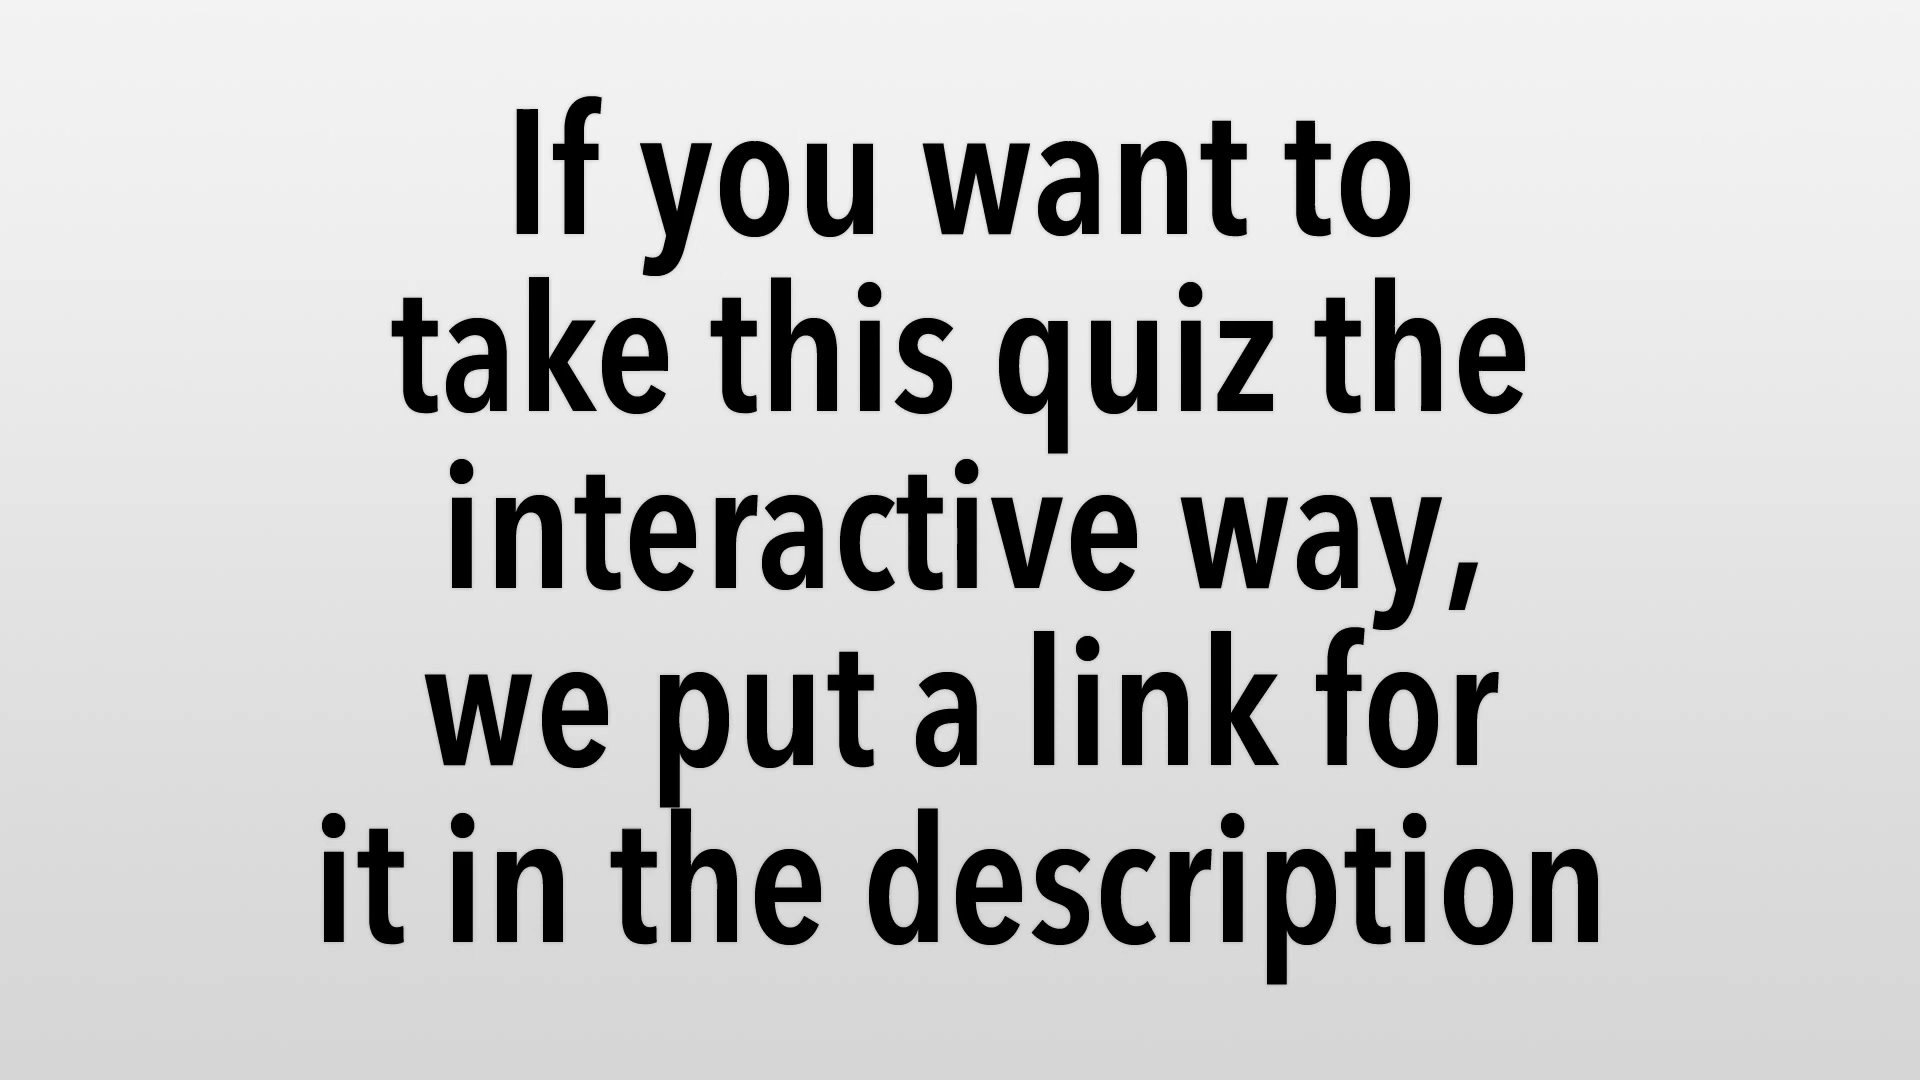 If you want to
take this quiz the
interactive way,
we put a link for
it in the description